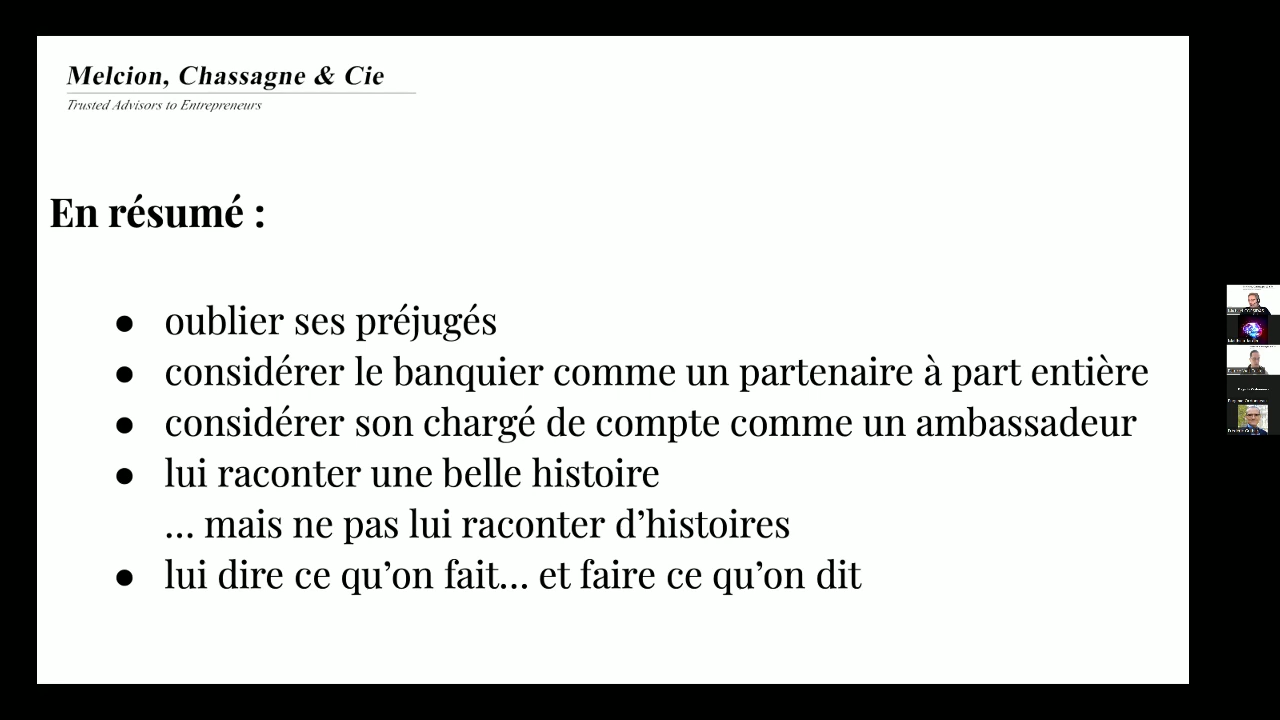 Melcion, Chassagne & Cie
Trusted Advisors to Entrepreneurs
En résumé :
● oublier ses préjugés
● considérer le banquier comme un partenaire à part entière
● considérer son chargé de compte comme un ambassadeur
● lui raconter une belle histoire
… mais ne pas lui raconter d’histoires
● lui dire ce qu’on fait… et faire ce qu’on dit